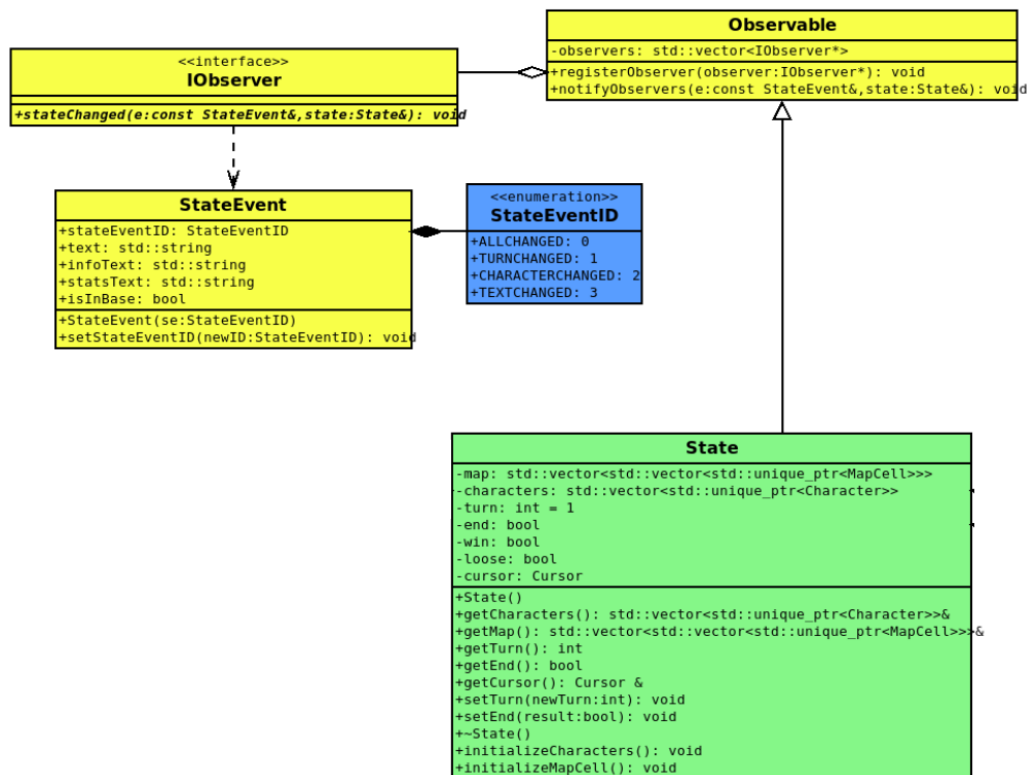 Observable
-observers: std::vector<IObserver*>
+registerObserver(observer:IObserver*): void
+notifyObservers(e:const StateEvent&,state:State&): void
<<interface>>
IObserver
+stateChanged(e:const StateEvent&,state:State&): void
StateEvent
+stateEventID: StateEventID
+text: std::string
+infoText: std::string
+statsText: std::string
+isInBase: bool
+StateEvent(se:StateEventID)
+setStateEventID(newID:StateEventID): void
<<enumeration>>
StateEventID
+ALLCHANGED: 0
+TURNCHANGED: 1
+CHARACTERCHANGED: 2
+TEXTCHANGED: 3
State
-map: std::vector<std::vector<std::unique_ptr<MapCell>>>
-characters: std::vector<std::unique_ptr<Character>>
-turn: int = 1
-end: bool
-win: bool
-loose: bool
-cursor: Cursor
+State()
+getCharacters(): std::vector<std::unique_ptr<Character>>&
+getMap(): std::vector<std::vector<std::unique_ptr<MapCell>>>&
+getTurn(): int
+getEnd(): bool
+getCursor(): Cursor &
+setTurn(newTurn:int): void
+setEnd(result:bool): void
+~State()
+initializeCharacters(): void
+initializeMapCell(): void